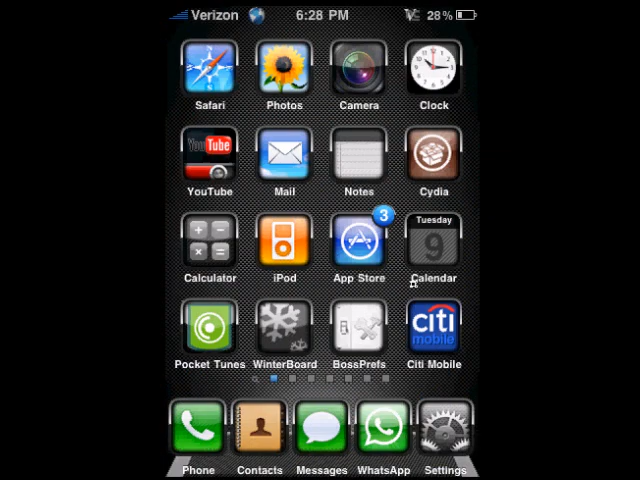 Verizon 6:28 PM 28%
Safari Photos Camera Clock
YouTube
YouTube Mail Notes Cydia
3 Tuesday
9
Calculator iPod App Store Calendar
citi
mobile
Pocket Tunes WinterBoard BossPrefs Citi Mobile
Phone Contacts Messages WhatsApp Settings